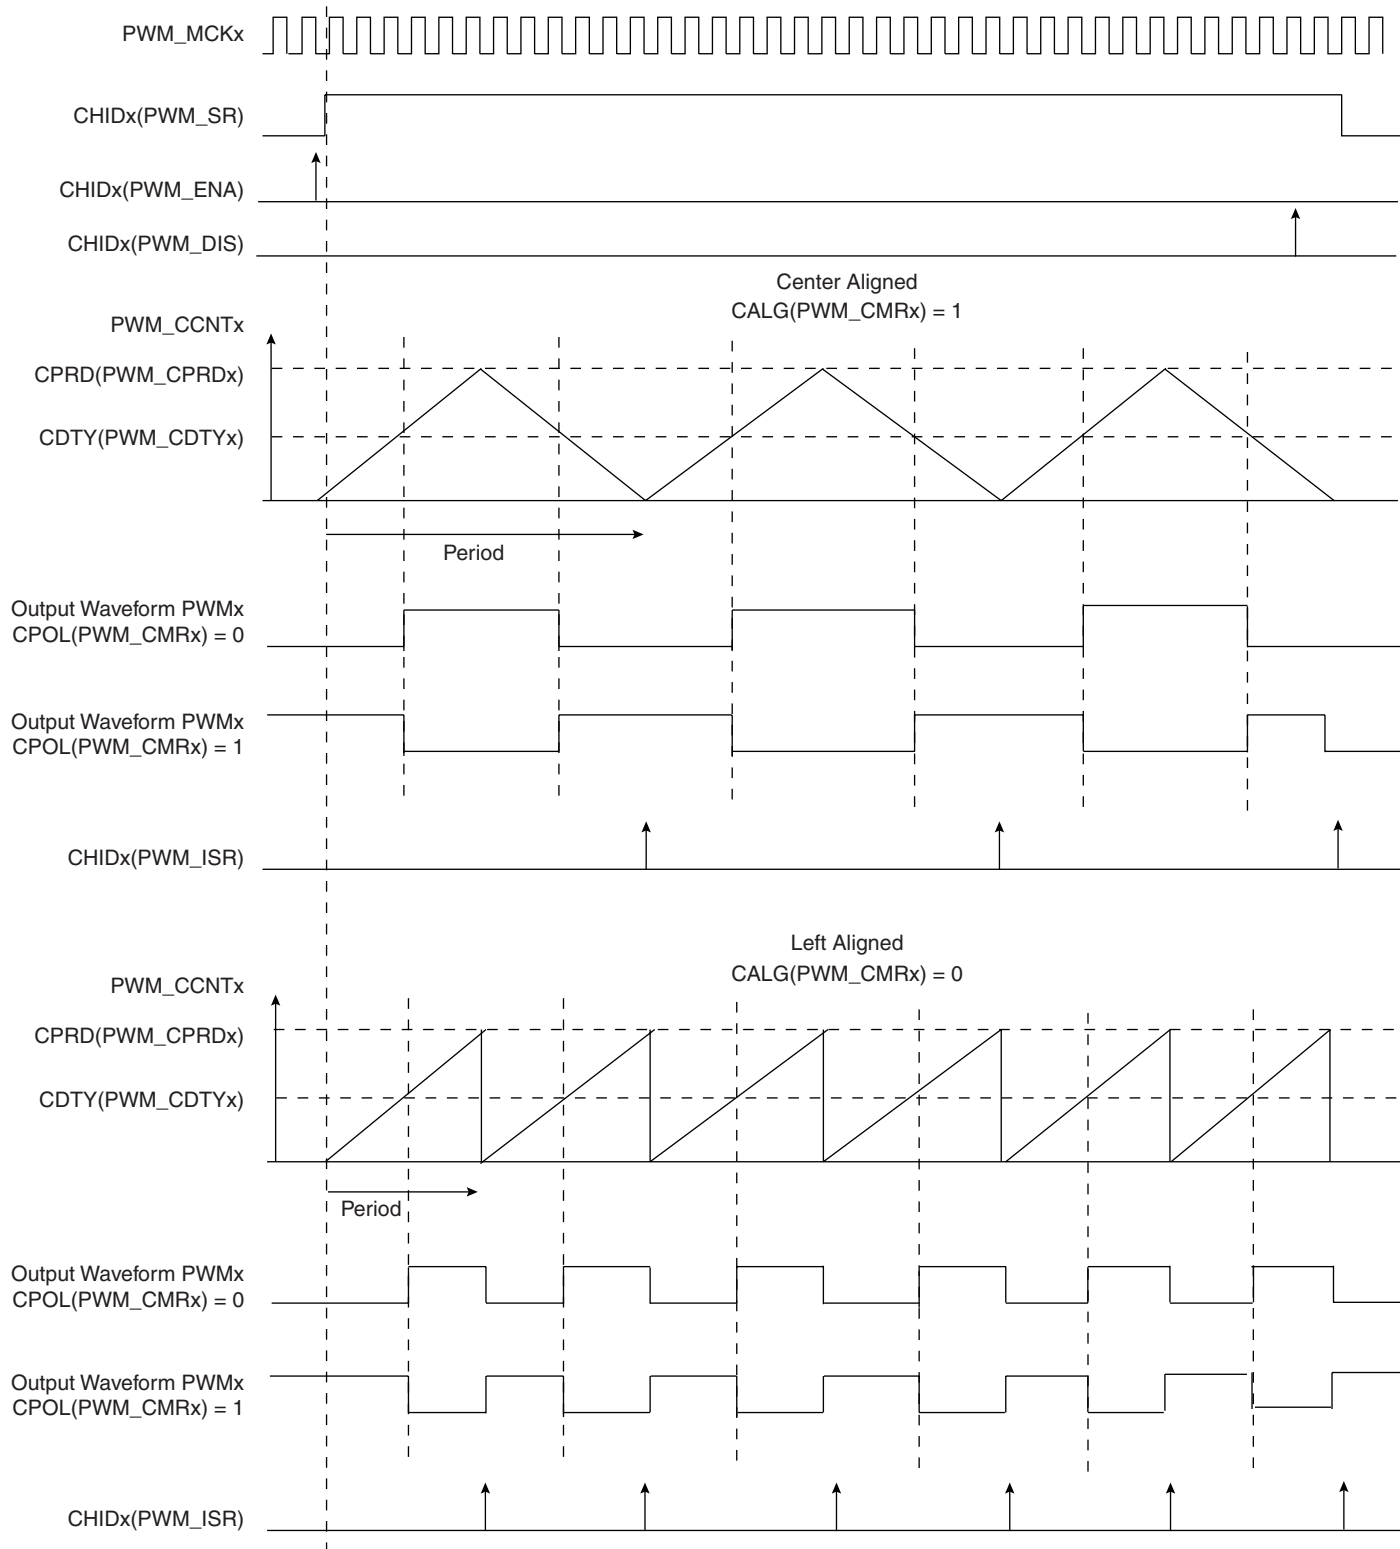 PWM_MCKx
CHIDx(PWM_SR)
CHIDx(PWM_ENA)
CHIDx(PWM_DIS)
Center Aligned
CALG(PWM_CMRx) = 1
PWM_CCNTx
CPRD(PWM_CPRDx)
CDTY(PWM_CDTYx)
Period
Output Waveform PWMx
CPOL(PWM_CMRx) = 0
Output Waveform PWMx
CPOL(PWM_CMRx) = 1
CHIDx(PWM_ISR)
Left Aligned
CALG(PWM_CMRx) = 0
PWM_CCNTx
CPRD(PWM_CPRDx)
CDTY(PWM_CDTYx)
Period
Output Waveform PWMx
CPOL(PWM_CMRx) = 0
Output Waveform PWMx
CPOL(PWM_CMRx) = 1
CHIDx(PWM_ISR)